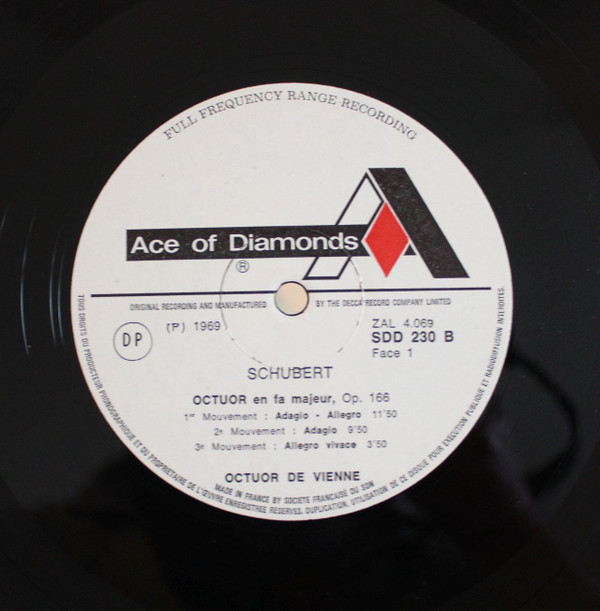 FULL FREQUENCY RANGE RECORDING
Ace of Diamonds
®
ORIGINAL RECORDING AND MANUFACTURED BY THE DECCA RECORD COMPANY LIMITED
DP
(P) 1969
ZAL 4.069
SDD 230 B
Face 1
SCHUBERT
OCTUOR en fa majeur, Op. 166
1er Mouvement : Adagio - Allegro 11'50
2e Mouvement : Adagio 9'50
3e Mouvement : Allegro vivace 3'50
OCTUOR DE VIENNE
MADE IN FRANCE BY SOCIETE FRANCAISE DU SON
TOUS DROITS DU PRODUCTEUR PHONOGRAPHIQUE ET DU PROPRIETAIRE DE L'ŒUVRE ENREGISTREE RESERVES. DUPLICATION, UTILISATION DE CE DISQUE POUR EXECUTION PUBLIQUE ET RADIODIFFUSION INTERDITES.